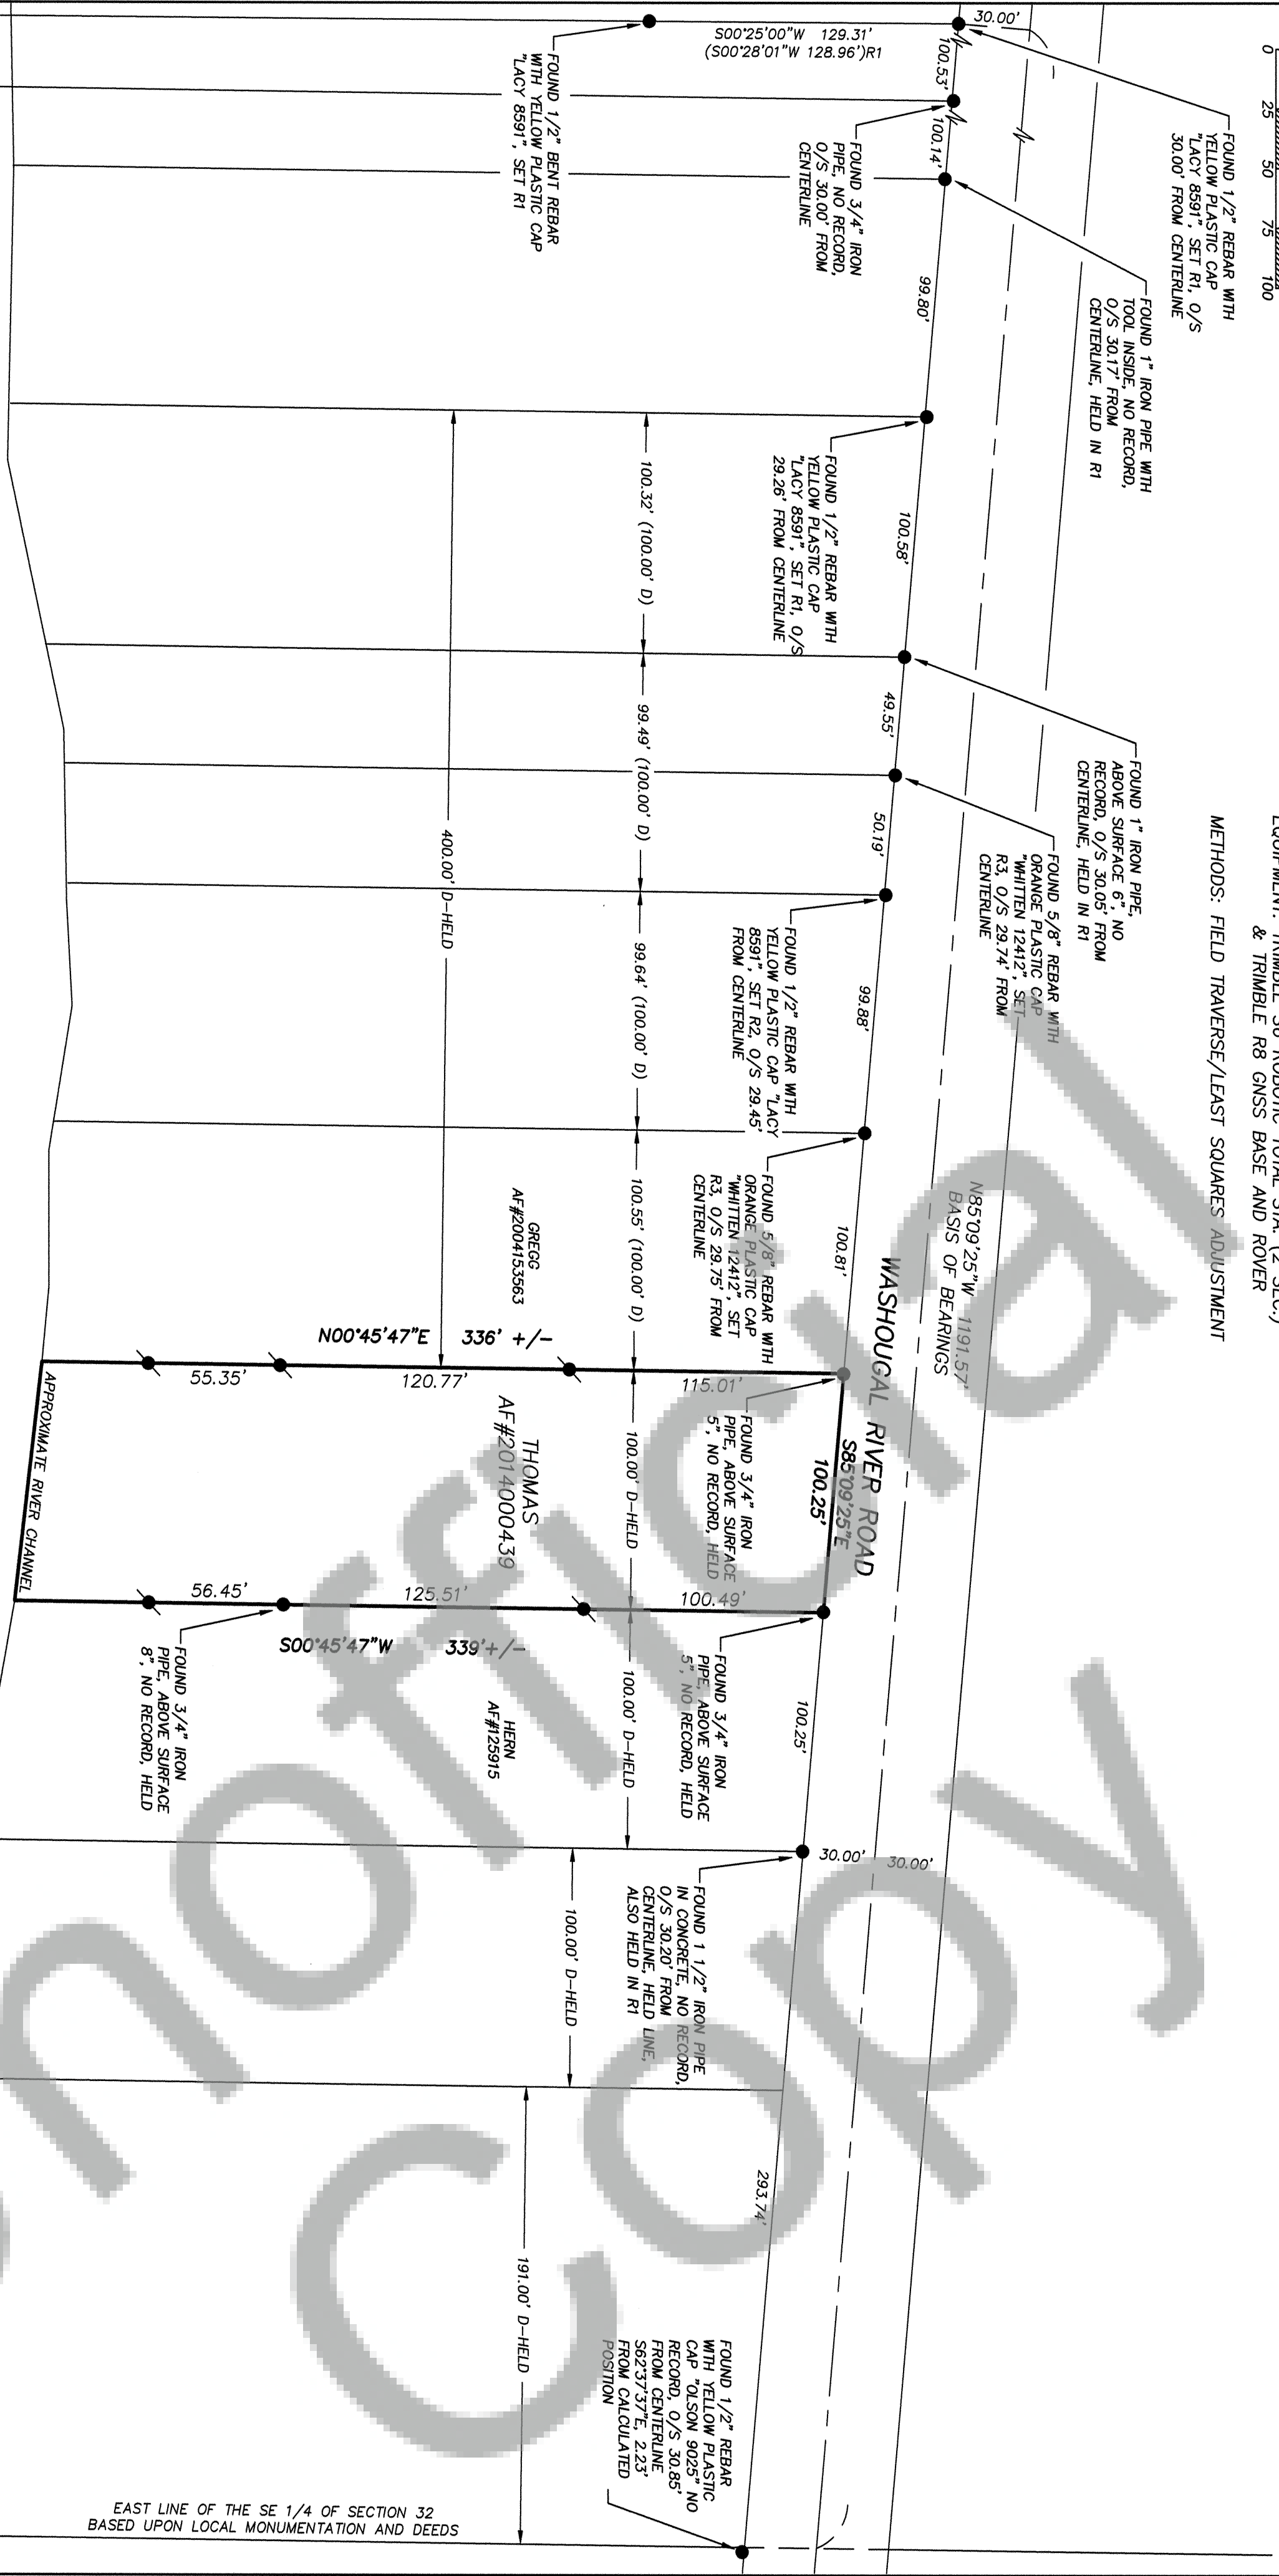 0
25
50
75
100
EQUIPMENT: TRIMBLE S6 ROBOTIC TOTAL STA. (2 SEC.)
& TRIMBLE R8 GNSS BASE AND ROVER
METHODS: FIELD TRAVERSE/LEAST SQUARES ADJUSTMENT
FOUND 1/2" REBAR WITH
YELLOW PLASTIC CAP
"LACY 8591", SET R1, O/S
30.00' FROM CENTERLINE
FOUND 1" IRON PIPE WITH
TOOL INSIDE, NO RECORD,
O/S 30.17' FROM
CENTERLINE, HELD IN R1
FOUND 1" IRON PIPE,
ABOVE SURFACE 6", NO
RECORD, O/S 30.05' FROM
CENTERLINE, HELD IN R1
FOUND 5/8" REBAR WITH
ORANGE PLASTIC CAP
"WHITTEN 12412", SET
R3, O/S 29.74' FROM
CENTERLINE
N85°09'25"W 1191.57'
BASIS OF BEARINGS
WASHOUGAL RIVER ROAD
S85°09'25"E
100.25'
30.00'
100.53'
100.14'
99.80'
100.58'
49.55'
50.19'
99.88'
100.81'
100.25'
30.00'
30.00'
293.74'
S00°25'00"W 129.31'
(S00°28'01"W 128.96')R1
FOUND 1/2" BENT REBAR
WITH YELLOW PLASTIC CAP
"LACY 8591", SET R1
FOUND 3/4" IRON
PIPE, NO RECORD,
O/S 30.00' FROM
CENTERLINE
FOUND 1/2" REBAR WITH
YELLOW PLASTIC CAP
"LACY 8591", SET R1, O/S
29.26' FROM CENTERLINE
FOUND 1/2" REBAR WITH
YELLOW PLASTIC CAP "LACY
8591", SET R2, O/S 29.45'
FROM CENTERLINE
FOUND 5/8" REBAR WITH
ORANGE PLASTIC CAP
"WHITTEN 12412", SET
R3, O/S 29.75' FROM
CENTERLINE
FOUND 3/4" IRON
PIPE, ABOVE SURFACE
5", NO RECORD, HELD
FOUND 3/4" IRON
PIPE, ABOVE SURFACE
5", NO RECORD, HELD
FOUND 1 1/2" IRON PIPE
IN CONCRETE, NO RECORD,
O/S 30.20' FROM
CENTERLINE, HELD LINE,
ALSO HELD IN R1
FOUND 1/2" REBAR
WITH YELLOW PLASTIC
CAP "OLSON 9025" NO
RECORD, O/S 30.85'
FROM CENTERLINE
S62°37'37"E, 2.23'
FROM CALCULATED
POSITION
100.32' (100.00' D)
99.49' (100.00' D)
99.64' (100.00' D)
100.55' (100.00' D)
100.00' D-HELD
100.00' D-HELD
100.00' D-HELD
191.00' D-HELD
400.00' D-HELD
GREGG
AF#2004153563
THOMAS
AF#2014000439
HERN
AF#125915
N00°45'47"E 336' +/-
55.35'
120.77'
115.01'
56.45'
125.51'
100.49'
S00°45'47"W 339'+/-
FOUND 3/4" IRON
PIPE, ABOVE SURFACE
8", NO RECORD, HELD
APPROXIMATE RIVER CHANNEL
EAST LINE OF THE SE 1/4 OF SECTION 32
BASED UPON LOCAL MONUMENTATION AND DEEDS
nofficial
Copy